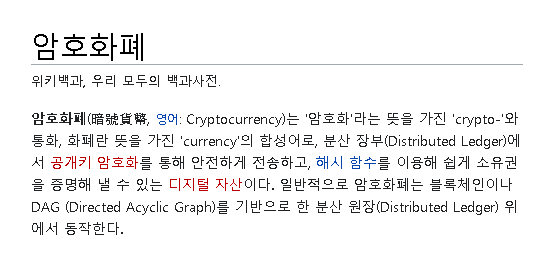 암호화폐
위키백과, 우리 모두의 백과사전.
암호화폐(暗號貨幣, 영어: Cryptocurrency)는 '암호화'라는 뜻을 가진 'crypto-'와
통화, 화폐란 뜻을 가진 'currency'의 합성어로, 분산 장부(Distributed Ledger)에
서 공개키 암호화를 통해 안전하게 전송하고, 해시 함수를 이용해 쉽게 소유권
을 증명해 낼 수 있는 디지털 자산이다. 일반적으로 암호화폐는 블록체인이나
DAG (Directed Acyclic Graph)를 기반으로 한 분산 원장(Distributed Ledger) 위
에서 동작한다.